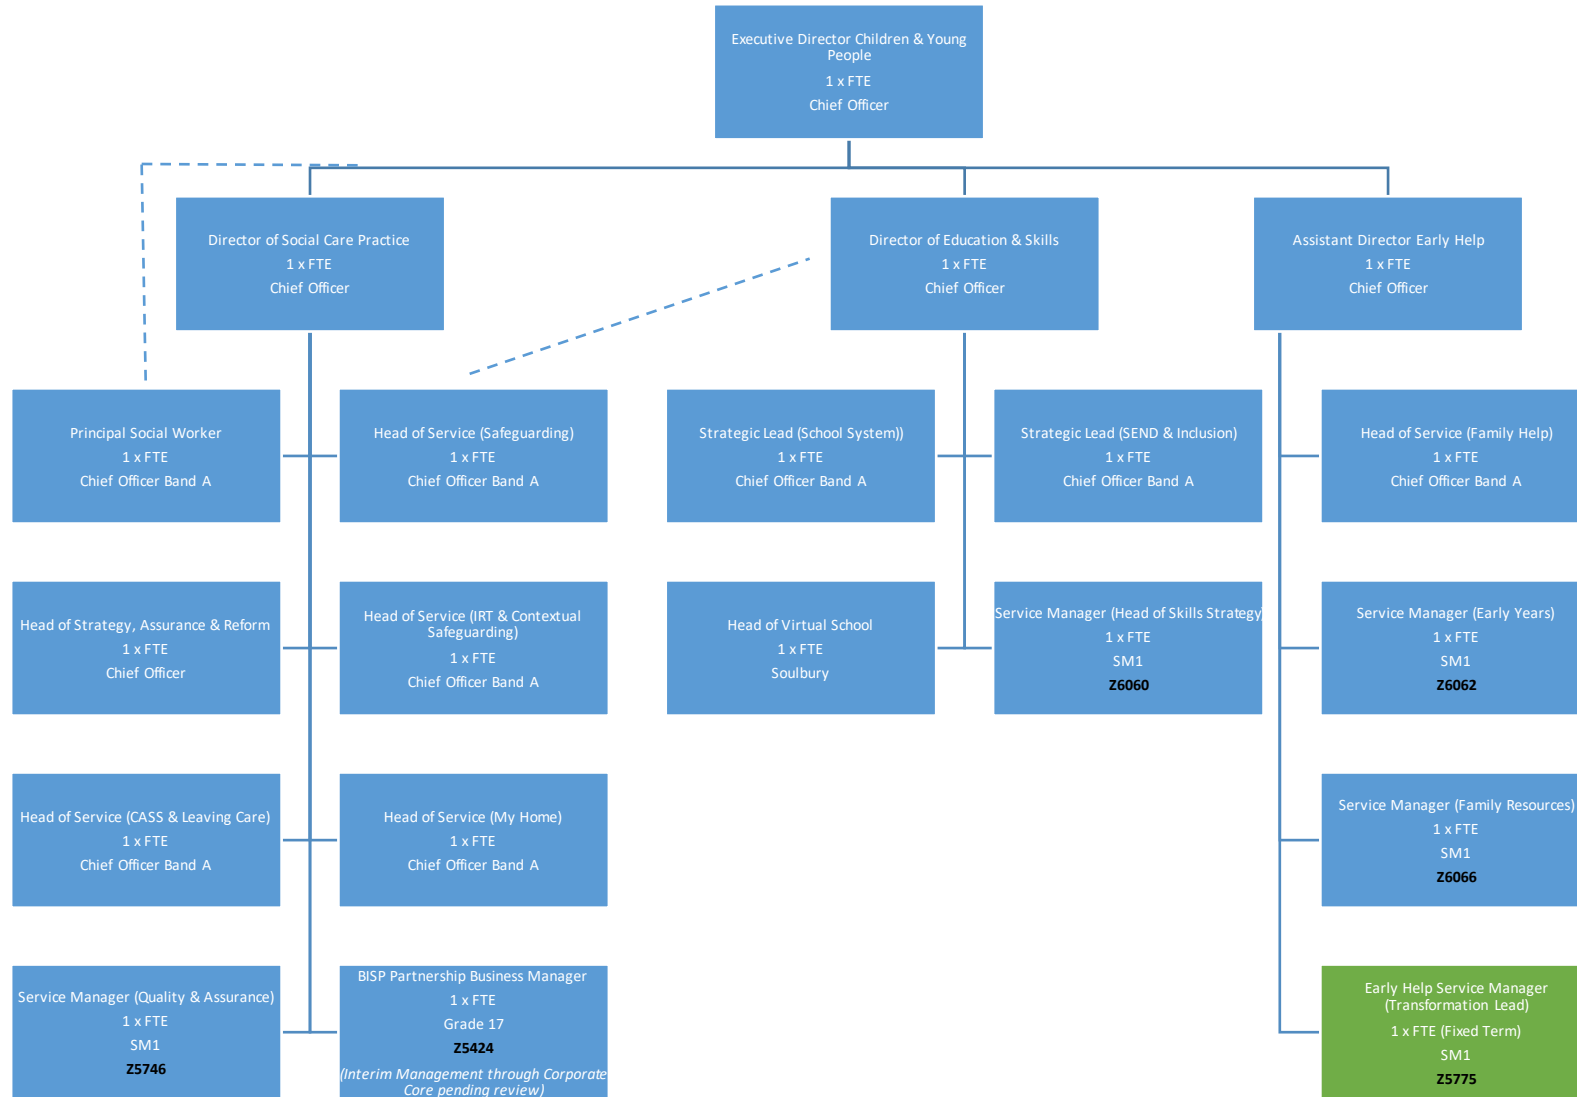 Executive Director Children & Young
People
1 x FTE
Chief Officer
Director of Social Care Practice
1 x FTE
Chief Officer
Director of Education & Skills
1 x FTE
Chief Officer
Assistant Director Early Help
1 x FTE
Chief Officer
Principal Social Worker
1 x FTE
Chief Officer Band A
Head of Service (Safeguarding)
1 x FTE
Chief Officer Band A
Strategic Lead (School System))
1 x FTE
Chief Officer Band A
Strategic Lead (SEND & Inclusion)
1 x FTE
Chief Officer Band A
Head of Service (Family Help)
1 x FTE
Chief Officer Band A
Head of Strategy, Assurance & Reform
1 x FTE
Chief Officer
Head of Service (IRT & Contextual
Safeguarding)
1 x FTE
Chief Officer Band A
Head of Virtual School
1 x FTE
Soulbury
Service Manager (Head of Skills Strategy)
1 x FTE
SM1
Z6060
Service Manager (Early Years)
1 x FTE
SM1
Z6062
Head of Service (CASS & Leaving Care)
1 x FTE
Chief Officer Band A
Head of Service (My Home)
1 x FTE
Chief Officer Band A
Service Manager (Family Resources)
1 x FTE
SM1
Z6066
Service Manager (Quality & Assurance)
1 x FTE
SM1
Z5746
BISP Partnership Business Manager
1 x FTE
Grade 17
Z5424
(Interim Management through Corporate
Core pending review)
Early Help Service Manager
(Transformation Lead)
1 x FTE (Fixed Term)
SM1
Z5775